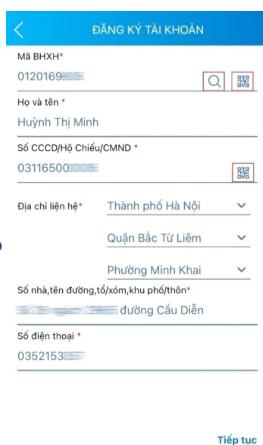 ĐĂNG KÝ TÀI KHOẢN
Mã BHXH*
0120169
Họ và tên *
Huỳnh Thị Minh
Số CCCD/Hộ Chiếu/CMND *
03116500
Địa chỉ liên hệ* Thành phố Hà Nội
Quận Bắc Từ Liêm
Phường Minh Khai
Số nhà,tên đường,tổ/xóm,khu phố/thôn*
đường Cầu Diễn
Số điện thoại *
0352153
Tiếp tục